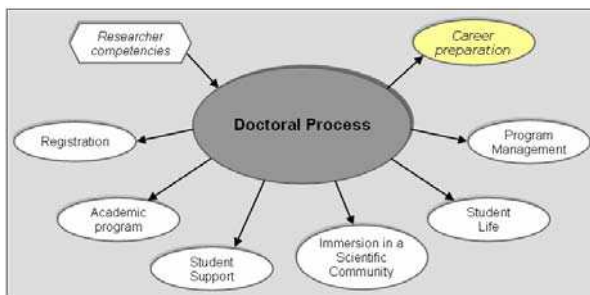 Researcher
competencies
Career
preparation
Doctoral Process
Registration
Program
Management
Academic
program
Student
Life
Student
Support
Immersion in a
Scientific
Community